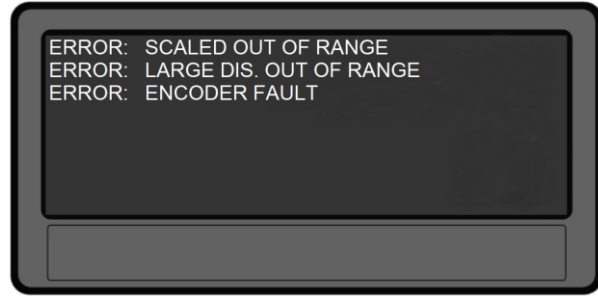 ERROR: SCALED OUT OF RANGE
ERROR: LARGE DIS. OUT OF RANGE
ERROR: ENCODER FAULT